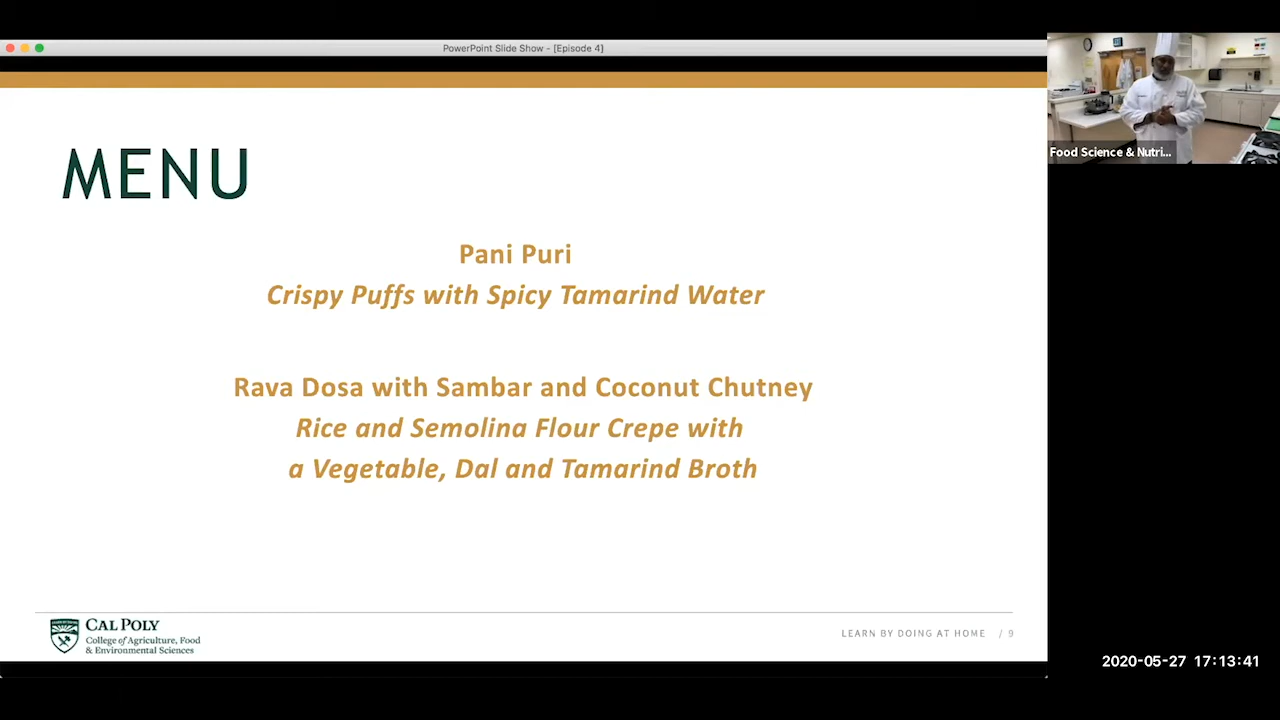 PowerPoint Slide Show - [Episode 4]
MENU
Pani Puri
Crispy Puffs with Spicy Tamarind Water
Rava Dosa with Sambar and Coconut Chutney
Rice and Semolina Flour Crepe with
a Vegetable, Dal and Tamarind Broth
CAL POLY
College of Agriculture, Food
& Environmental Sciences
LEARN BY DOING AT HOME / 9
Food Science & Nutri...
2020-05-27 17:13:41